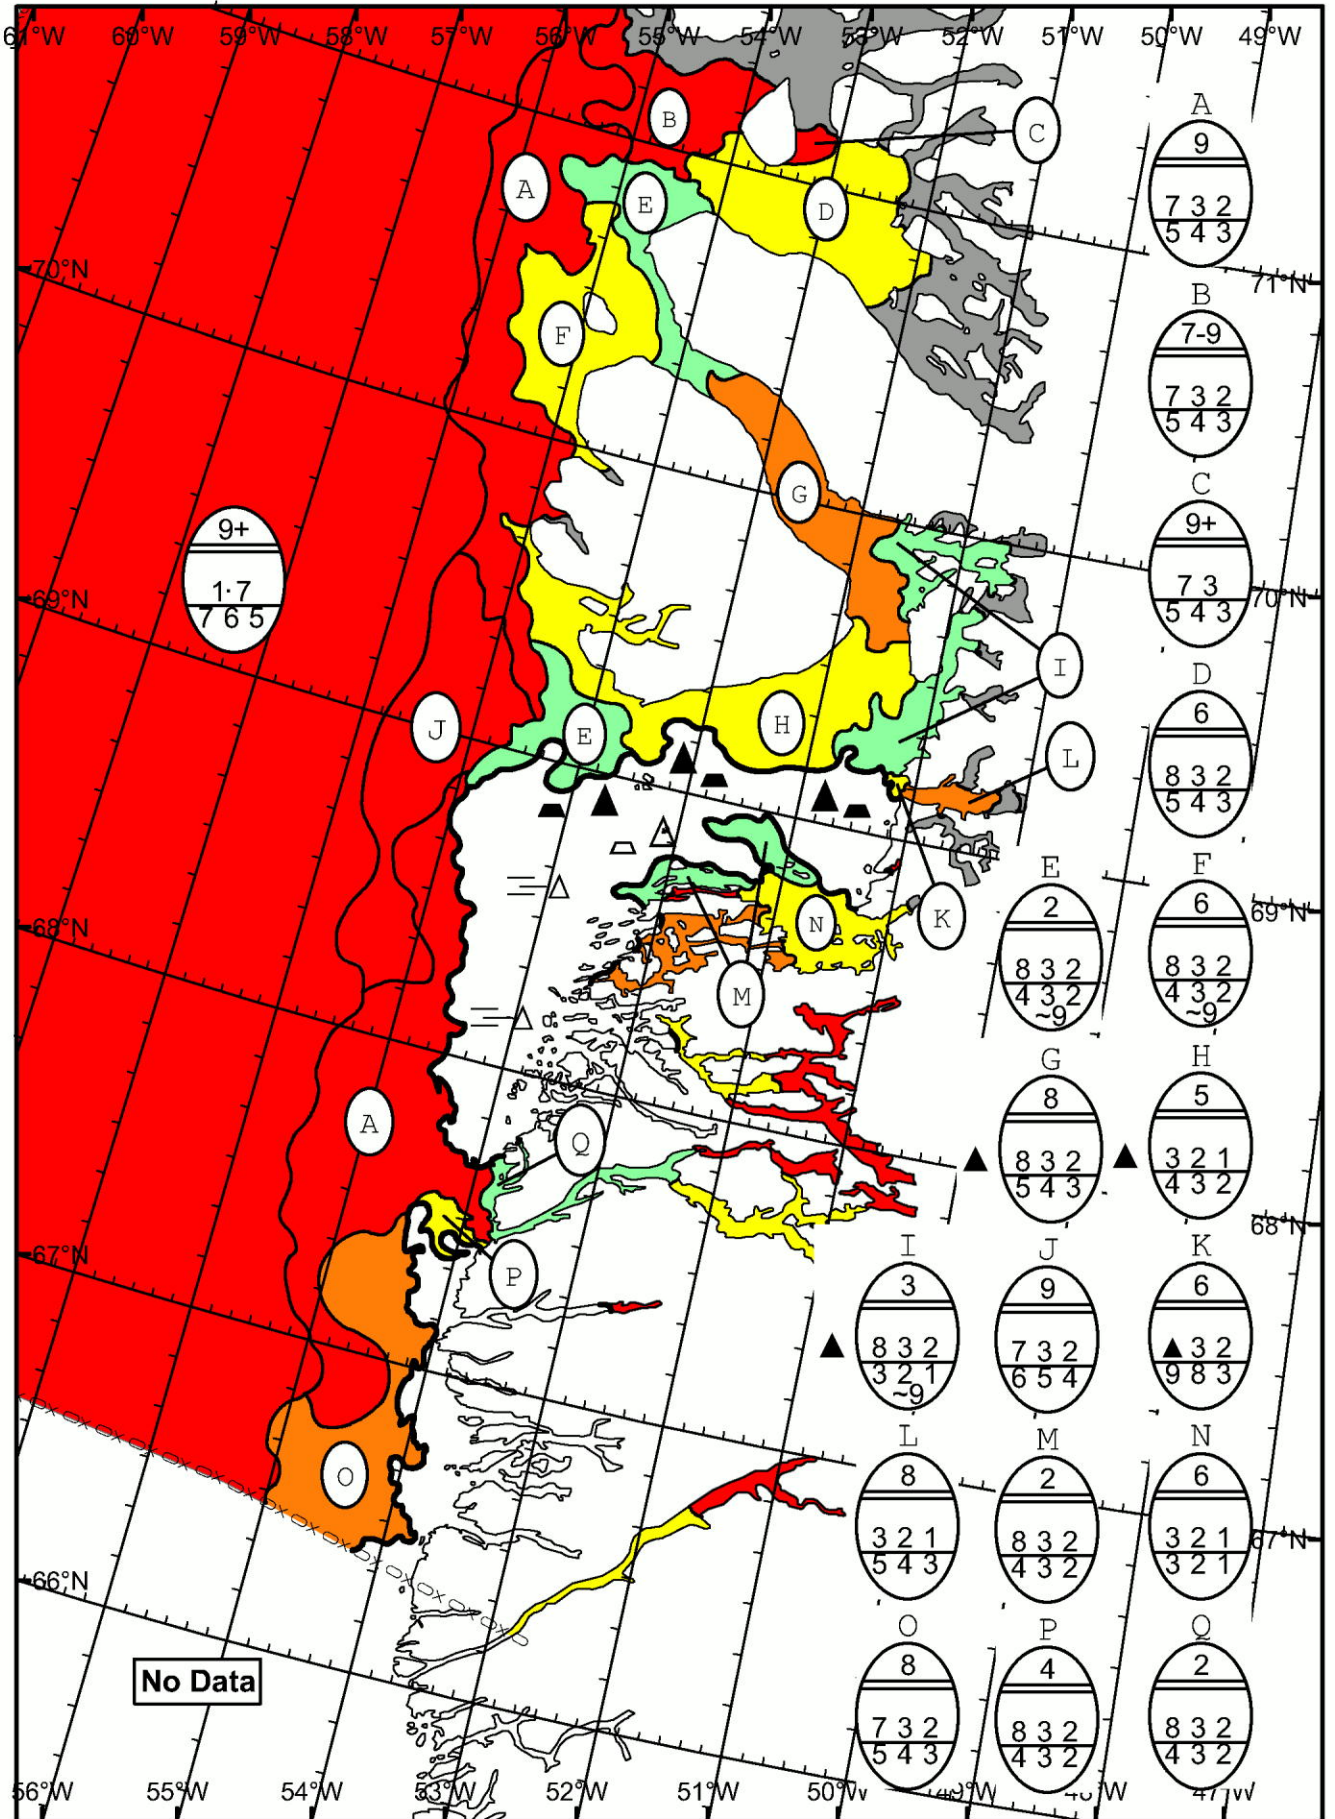 61°W 60°W 59°W 58°W 57°W 56°W 55°W 54°W 53°W 52°W 51°W 50°W 49°W
B
C
A
9
7 3 2
5 4 3
A
E
D
70°N
71°N
B
7-9
7 3 2
5 4 3
F
C
9+
7 3
5 4 3
G
9+
1·7
7 6 5
69°N
70°N
I
D
6
8 3 2
5 4 3
J
E
H
L
E
2
8 3 2
4 3 2
~9
F
6
8 3 2
4 3 2
~9
68°N
69°N
N
K
M
G
8
8 3 2
5 4 3
H
5
3 2 1
4 3 2
A
Q
67°N
68°N
P
I
3
8 3 2
3 2 1
~9
J
9
7 3 2
6 5 4
K
6
▲ 3 2
9 8 3
O
L
8
3 2 1
5 4 3
M
2
8 3 2
4 3 2
N
6
3 2 1
3 2 1
66°N
67°N
No Data
O
8
7 3 2
5 4 3
P
4
8 3 2
4 3 2
Q
2
8 3 2
4 3 2
56°W 55°W 54°W 53°W 52°W 51°W 50°W 49°W 48°W 47°W